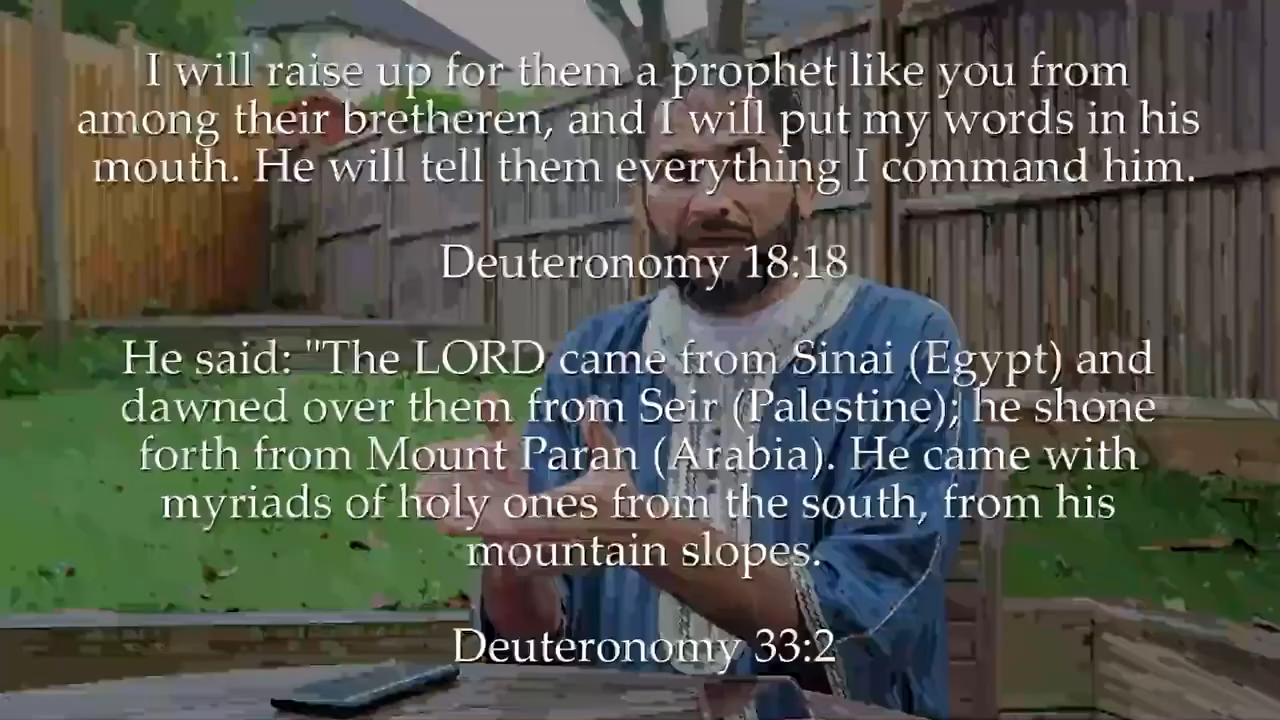 I will raise up for them a prophet like you from
among their bretheren, and I will put my words in his
mouth. He will tell them everything I command him.
Deuteronomy 18:18
He said: "The LORD came from Sinai (Egypt) and
dawned over them from Seir (Palestine); he shone
forth from Mount Paran (Arabia). He came with
myriads of holy ones from the south, from his
mountain slopes.
Deuteronomy 33:2